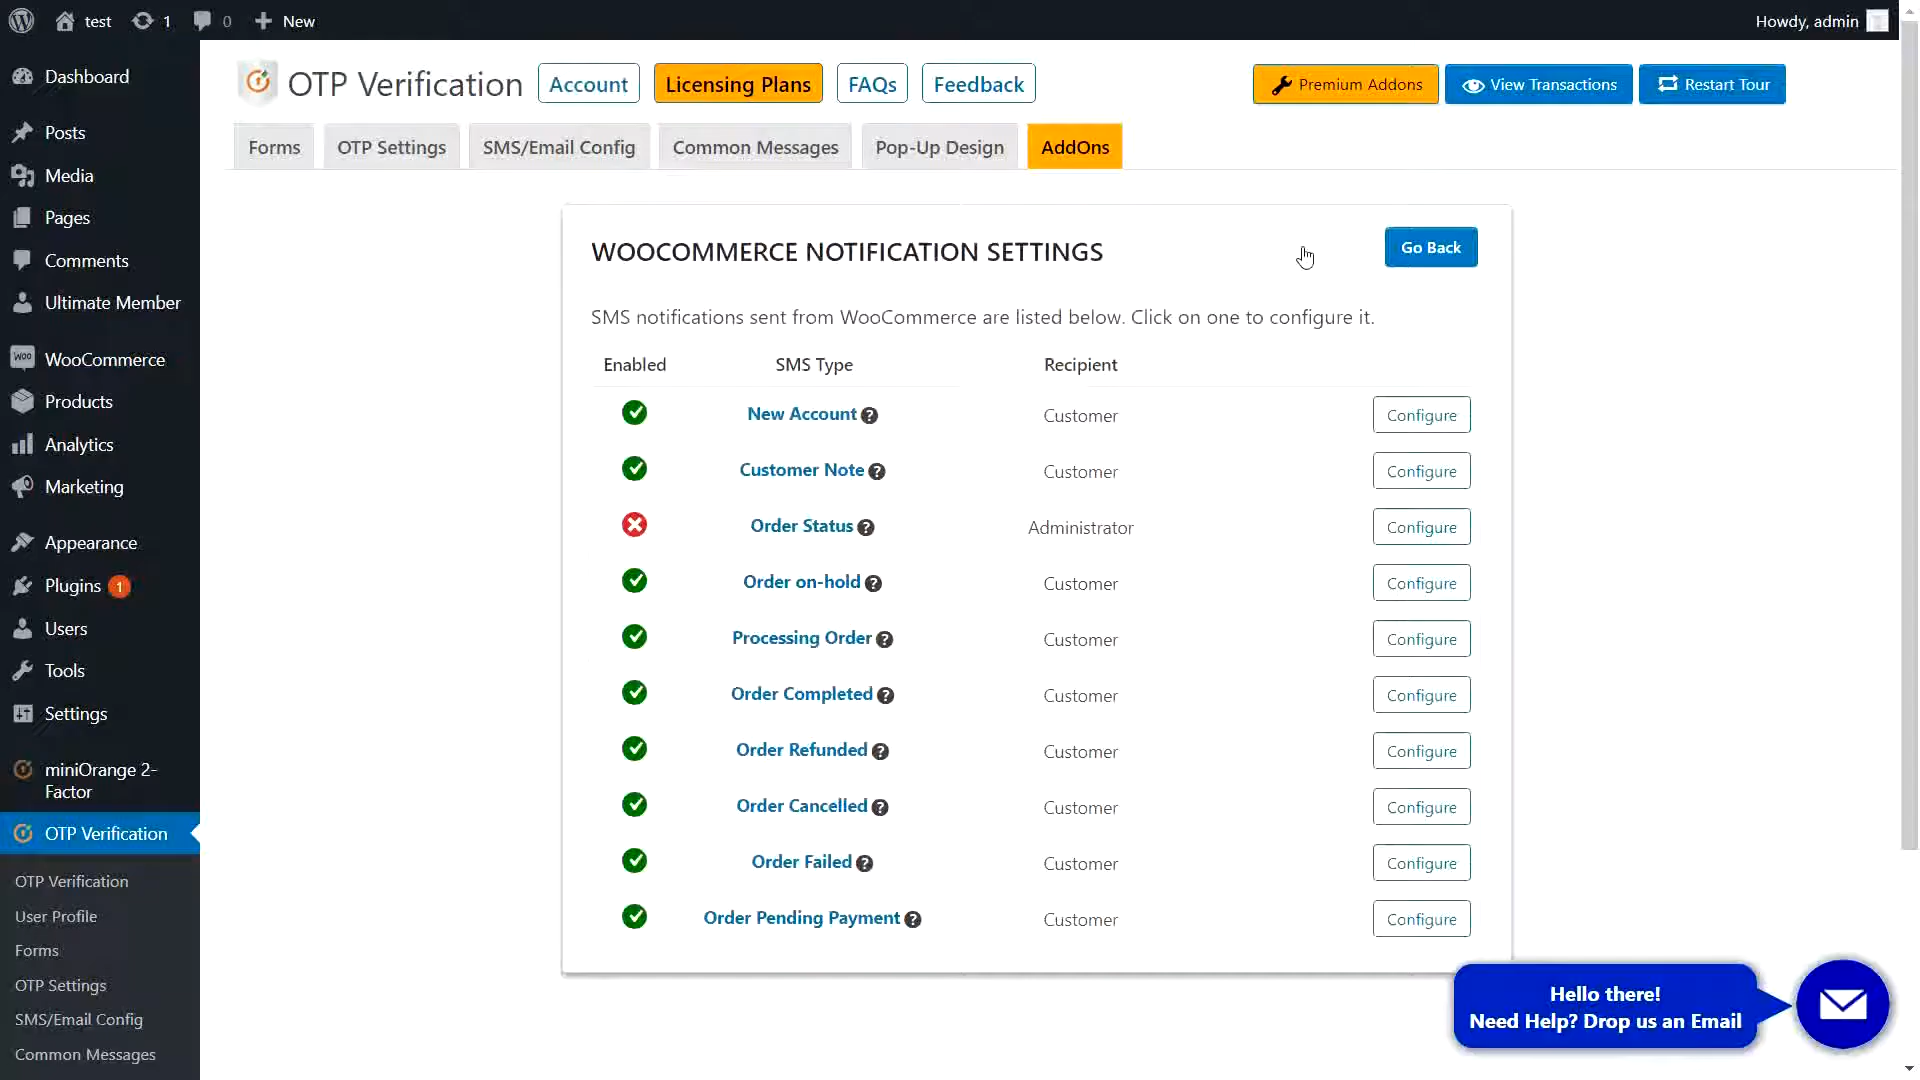 test
1
0
New
Howdy, admin
Dashboard
Posts
Media
Pages
Comments
Ultimate Member
WooCommerce
Products
Analytics
Marketing
Appearance
Plugins 1
Users
Tools
Settings
miniOrange 2-
Factor
OTP Verification
OTP Verification
User Profile
Forms
OTP Settings
SMS/Email Config
Common Messages
OTP Verification
Account
Licensing Plans
FAQs
Feedback
Premium Addons
View Transactions
Restart Tour
Forms
OTP Settings
SMS/Email Config
Common Messages
Pop-Up Design
AddOns
WOOCOMMERCE NOTIFICATION SETTINGS
Go Back
SMS notifications sent from WooCommerce are listed below. Click on one to configure it.
Enabled SMS Type Recipient
New Account ? Customer Configure
Customer Note ? Customer Configure
Order Status ? Administrator Configure
Order on-hold ? Customer Configure
Processing Order ? Customer Configure
Order Completed ? Customer Configure
Order Refunded ? Customer Configure
Order Cancelled ? Customer Configure
Order Failed ? Customer Configure
Order Pending Payment ? Customer Configure
Hello there!
Need Help? Drop us an Email